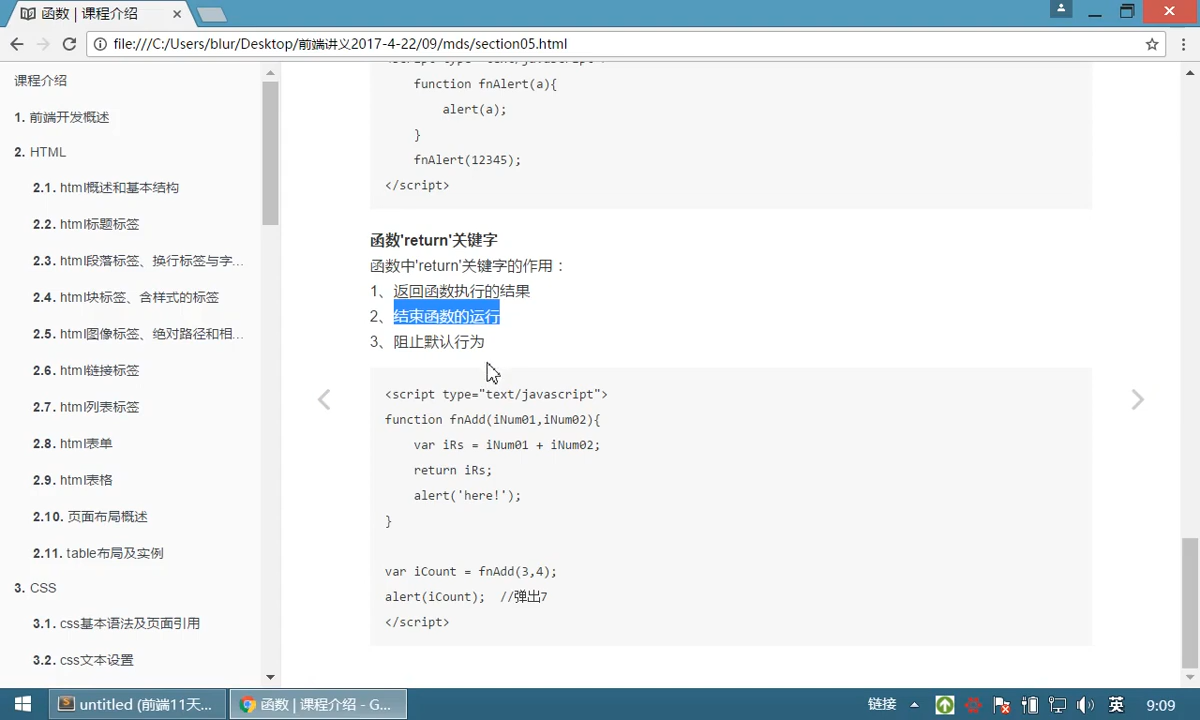 函数 | 课程介绍
file:///C:/Users/blur/Desktop/前端讲义2017-4-22/09/mds/section05.html
课程介绍
1. 前端开发概述
2. HTML
2.1. html概述和基本结构
2.2. html标题标签
2.3. html段落标签、换行标签与字...
2.4. html块标签、含样式的标签
2.5. html图像标签、绝对路径和相...
2.6. html链接标签
2.7. html列表标签
2.8. html表单
2.9. html表格
2.10. 页面布局概述
2.11. table布局及实例
3. CSS
3.1. css基本语法及页面引用
3.2. css文本设置
<script type="text/javascript">
function fnAlert(a){
alert(a);
}
fnAlert(12345);
</script>
函数'return'关键字
函数中'return'关键字的作用：
1、返回函数执行的结果
2、结束函数的运行
3、阻止默认行为
<script type="text/javascript">
function fnAdd(iNum01,iNum02){
var iRs = iNum01 + iNum02;
return iRs;
alert('here!');
}
var iCount = fnAdd(3,4);
alert(iCount);  //弹出7
</script>
untitled (前端11天...
函数 | 课程介绍 - G...
链接
英
9:09